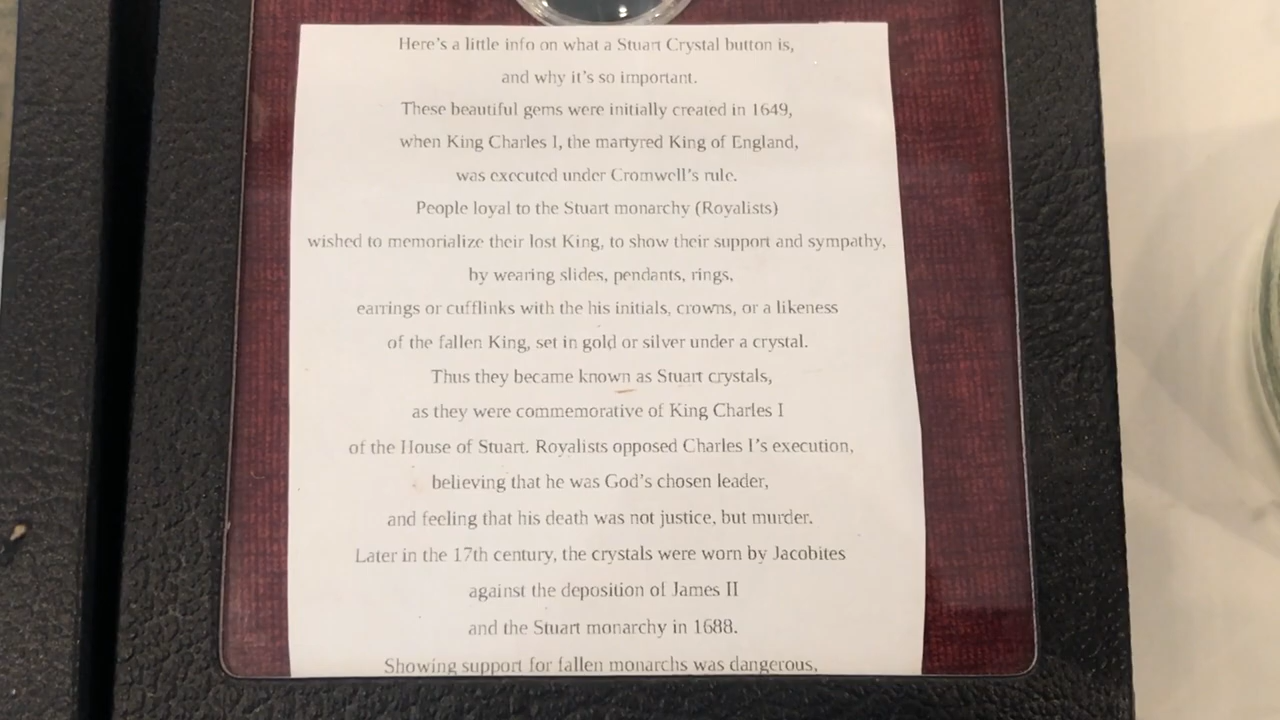 Here's a little info on what a Stuart Crystal button is,
and why it's so important.
These beautiful gems were initially created in 1649,
when King Charles I, the martyred King of England,
was executed under Cromwell's rule.
People loyal to the Stuart monarchy (Royalists)
wished to memorialize their lost King, to show their support and sympathy,
by wearing slides, pendants, rings,
earrings or cufflinks with the his initials, crowns, or a likeness
of the fallen King, set in gold or silver under a crystal.
Thus they became known as Stuart crystals,
as they were commemorative of King Charles I
of the House of Stuart. Royalists opposed Charles I's execution,
believing that he was God's chosen leader,
and feeling that his death was not justice, but murder.
Later in the 17th century, the crystals were worn by Jacobites
against the deposition of James II
and the Stuart monarchy in 1688.
Showing support for fallen monarchs was dangerous,